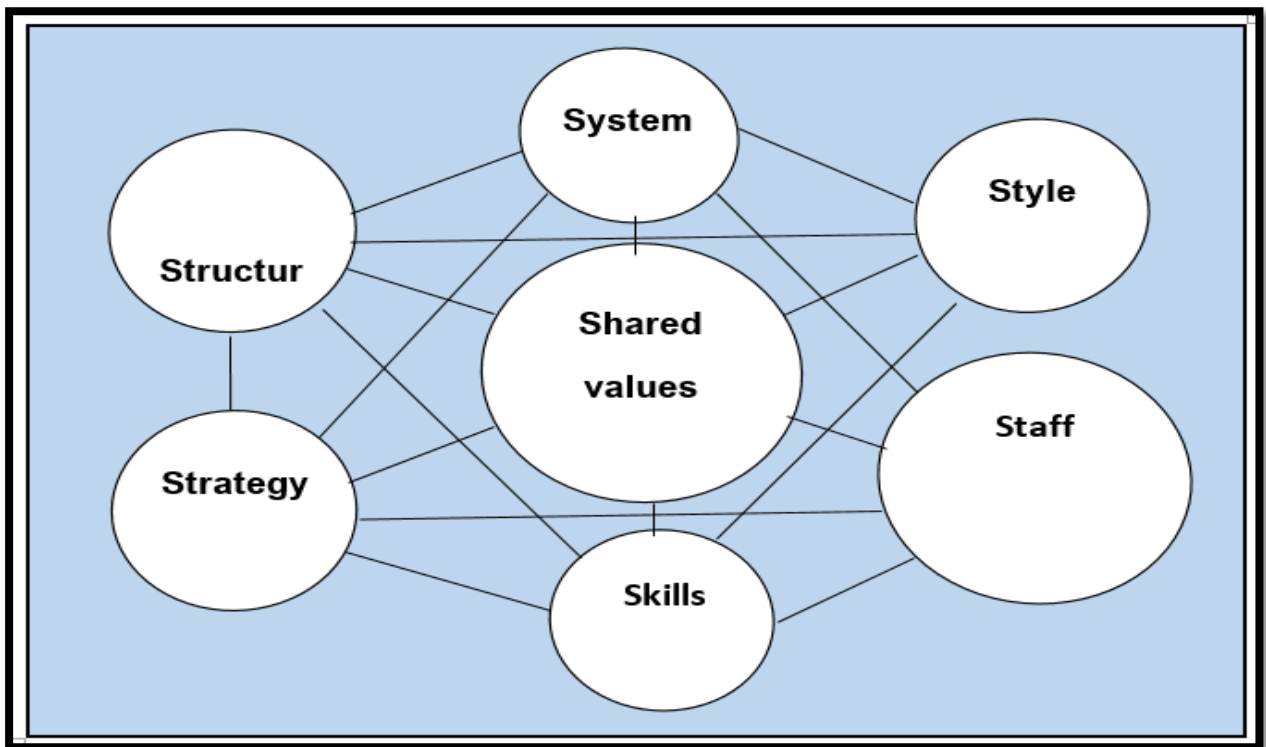 System
Style
Structur
Shared
values
Staff
Strategy
Skills